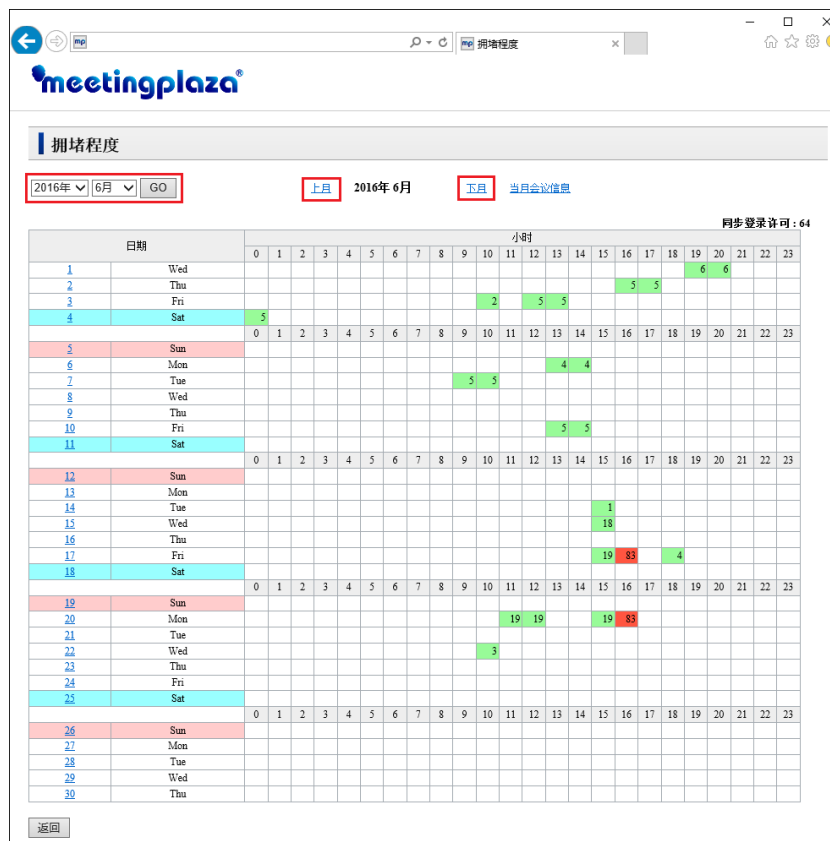 mp
mp 拥堵程度
meetingplaza®
拥堵程度
2016年 6月 GO 上月 2016年 6月 下月 当月会议信息
同步登录许可 : 64
日期 小时
0 1 2 3 4 5 6 7 8 9 10 11 12 13 14 15 16 17 18 19 20 21 22 23
1 Wed 6 6
2 Thu 5 5
3 Fri 2 5 5
4 Sat 5
0 1 2 3 4 5 6 7 8 9 10 11 12 13 14 15 16 17 18 19 20 21 22 23
5 Sun
6 Mon 4 4
7 Tue 5 5
8 Wed
9 Thu
10 Fri 5 5
11 Sat
0 1 2 3 4 5 6 7 8 9 10 11 12 13 14 15 16 17 18 19 20 21 22 23
12 Sun
13 Mon
14 Tue 1
15 Wed 18
16 Thu
17 Fri 19 83 4
18 Sat
0 1 2 3 4 5 6 7 8 9 10 11 12 13 14 15 16 17 18 19 20 21 22 23
19 Sun
20 Mon 19 19 19 83
21 Tue
22 Wed 3
23 Thu
24 Fri
25 Sat
0 1 2 3 4 5 6 7 8 9 10 11 12 13 14 15 16 17 18 19 20 21 22 23
26 Sun
27 Mon
28 Tue
29 Wed
30 Thu
返回